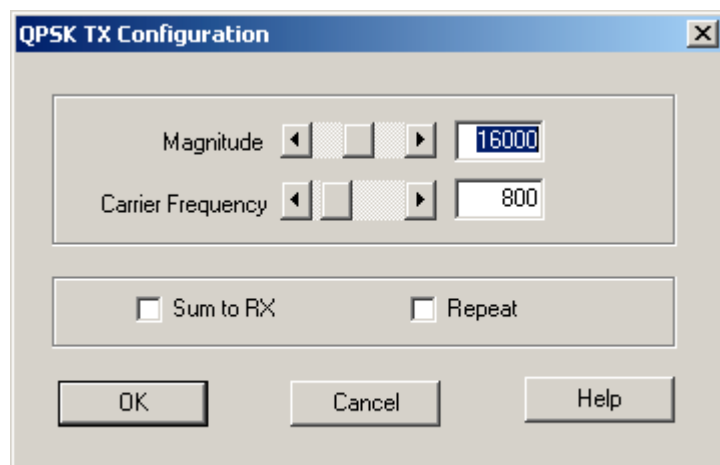 QPSK TX Configuration
Magnitude 16000
Carrier Frequency 800
Sum to RX Repeat
OK Cancel Help